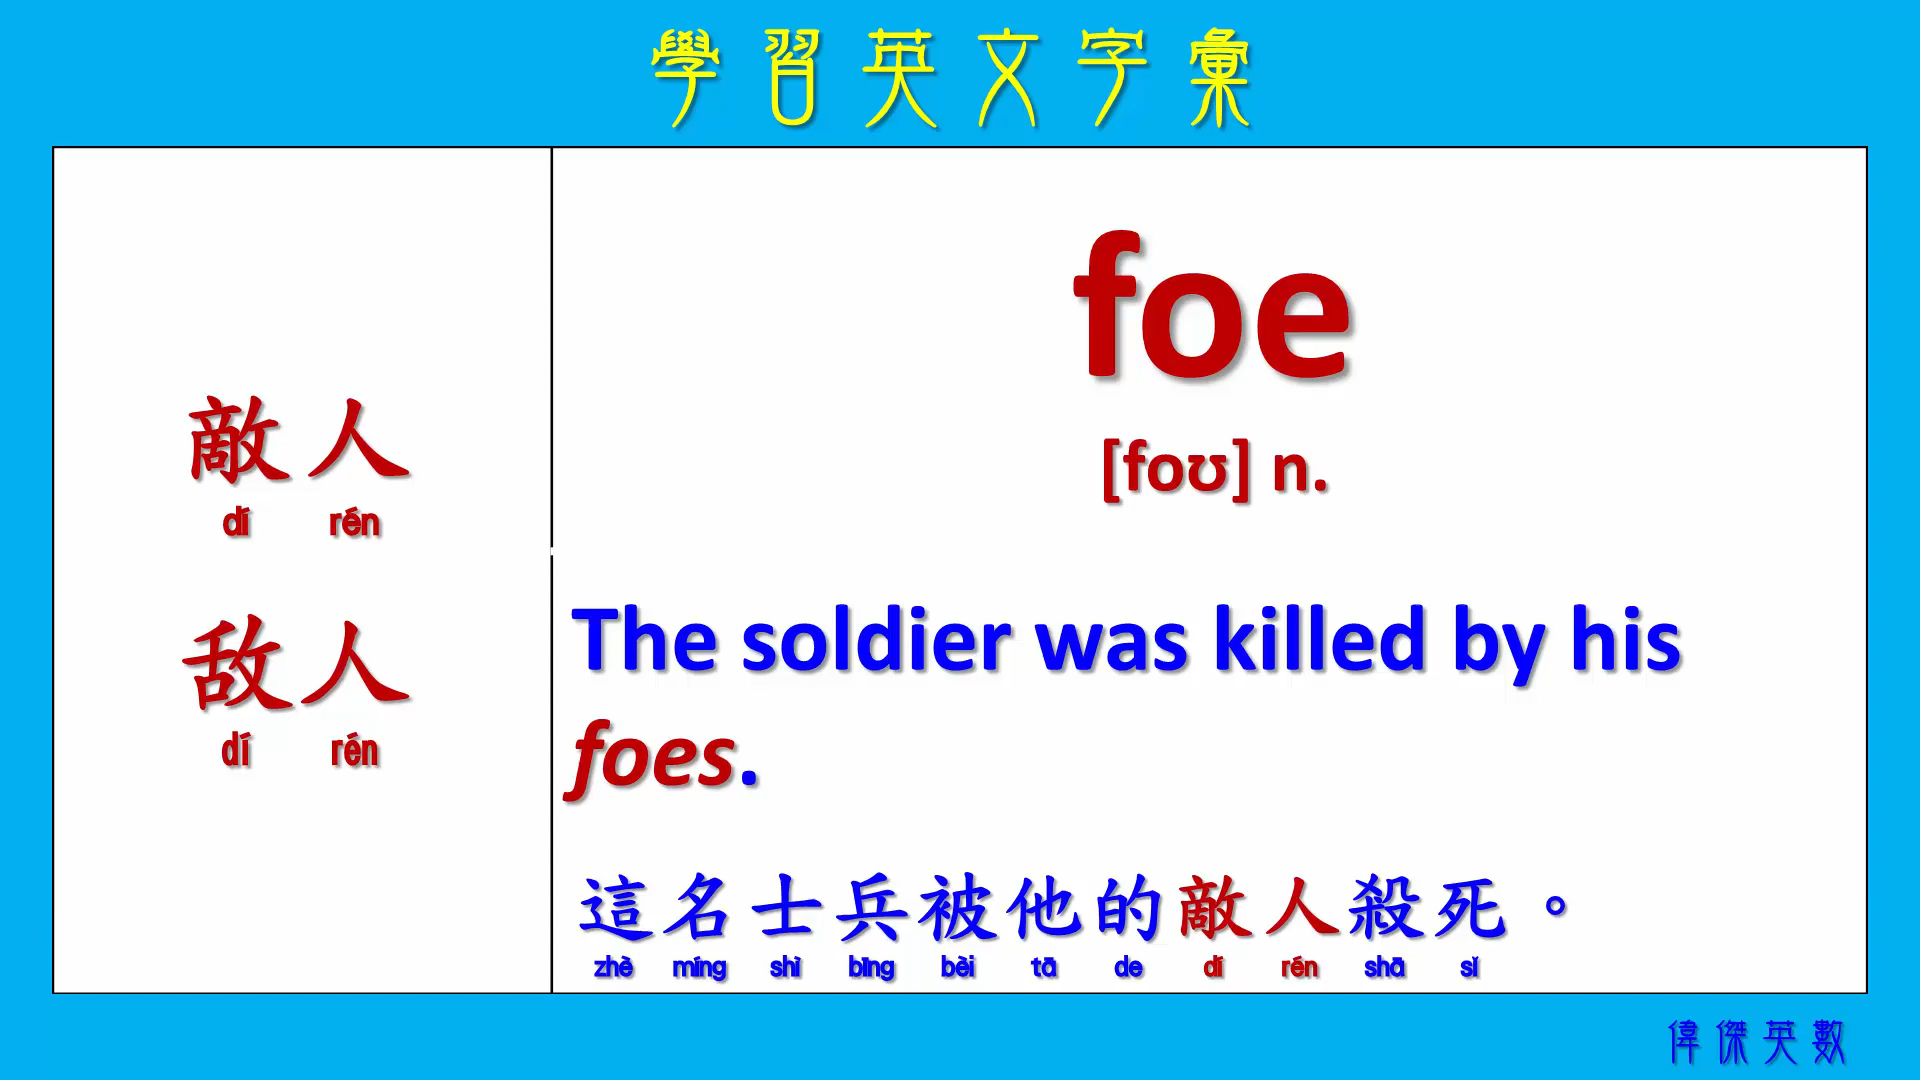 學習英文字彙
敵人
dí rén
敌人
dí rén
foe
[foʊ] n.
The soldier was killed by his
foes.
這名士兵被他的敵人殺死。
zhè míng shì bīng bèi tā de dí rén shā sǐ
偉傑英數